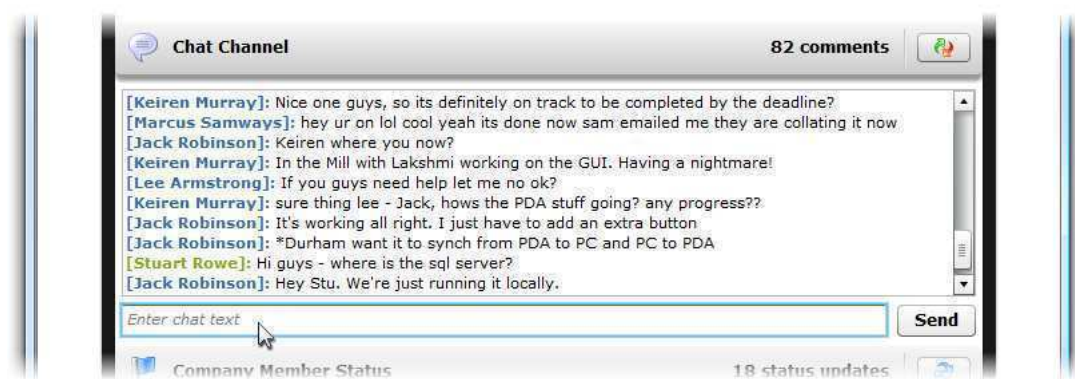 Chat Channel 82 comments
[Keiren Murray]: Nice one guys, so its definitely on track to be completed by the deadline?
[Marcus Samways]: hey ur on lol cool yeah its done now sam emailed me they are collating it now
[Jack Robinson]: Keiren where you now?
[Keiren Murray]: In the Mill with Lakshmi working on the GUI. Having a nightmare!
[Lee Armstrong]: If you guys need help let me no ok?
[Keiren Murray]: sure thing lee - Jack, hows the PDA stuff going? any progress??
[Jack Robinson]: It's working all right. I just have to add an extra button
[Jack Robinson]: *Durham want it to synch from PDA to PC and PC to PDA
[Stuart Rowe]: Hi guys - where is the sql server?
[Jack Robinson]: Hey Stu. We're just running it locally.
Enter chat text Send
Company Member Status 18 status updates